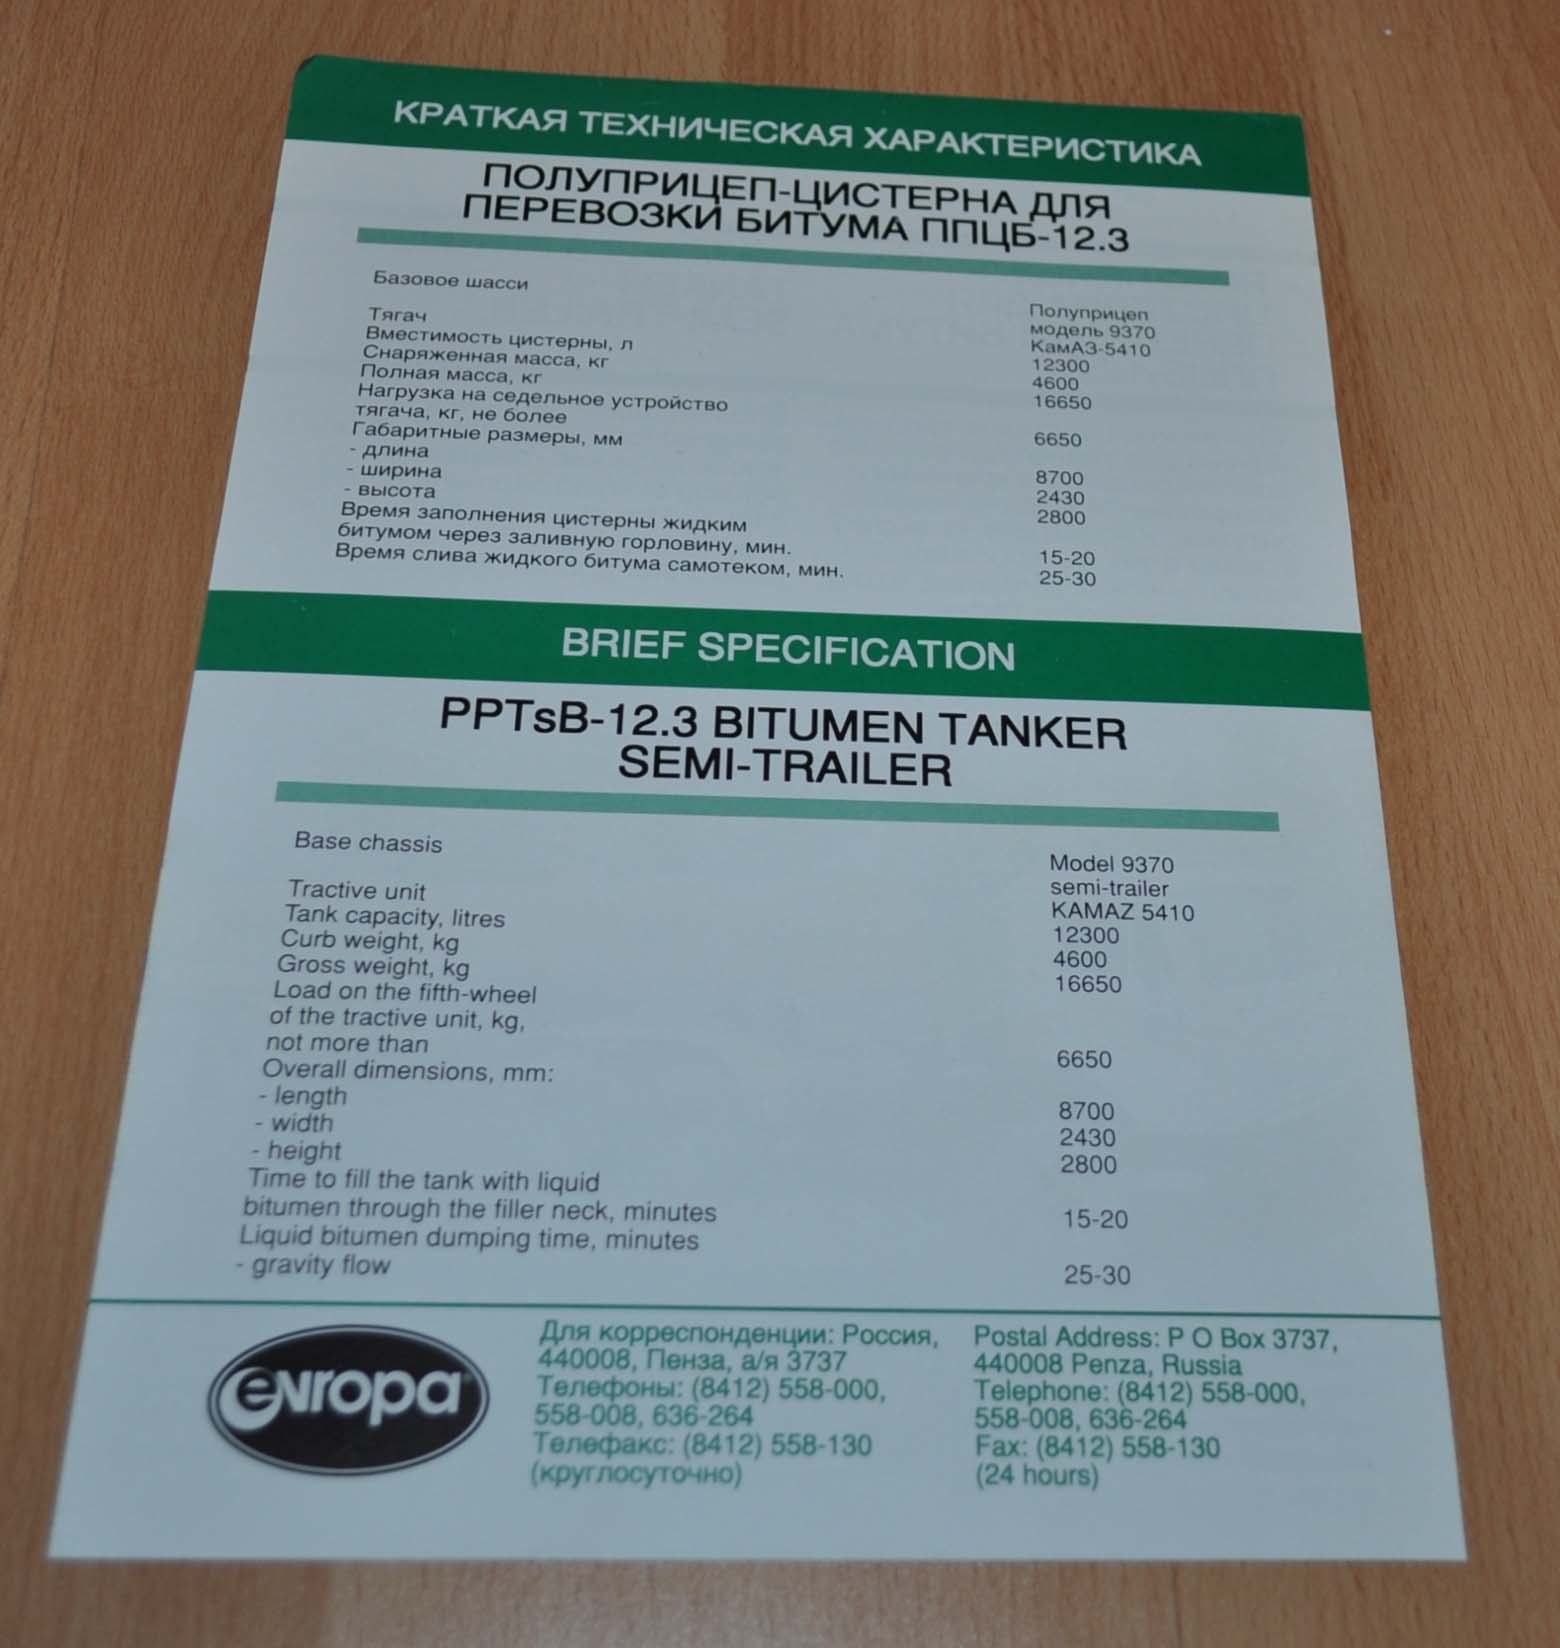 КРАТКАЯ ТЕХНИЧЕСКАЯ ХАРАКТЕРИСТИКА
ПОЛУПРИЦЕП-ЦИСТЕРНА ДЛЯ
ПЕРЕВОЗКИ БИТУМА ППЦБ-12.3
Базовое шасси
Полуприцеп
модель 9370
Тягач КамАЗ-5410
Вместимость цистерны, л 12300
Снаряженная масса, кг 4600
Полная масса, кг 16650
Нагрузка на седельное устройство
тягача, кг, не более 6650
Габаритные размеры, мм
- длина 8700
- ширина 2430
- высота 2800
Время заполнения цистерны жидким
битумом через заливную горловину, мин. 15-20
Время слива жидкого битума самотеком, мин. 25-30
BRIEF SPECIFICATION
PPTsB-12.3 BITUMEN TANKER
SEMI-TRAILER
Base chassis Model 9370
semi-trailer
Tractive unit KAMAZ 5410
Tank capacity, litres 12300
Curb weight, kg 4600
Gross weight, kg 16650
Load on the fifth-wheel
of the tractive unit, kg,
not more than 6650
Overall dimensions, mm:
- length 8700
- width 2430
- height 2800
Time to fill the tank with liquid
bitumen through the filler neck, minutes 15-20
Liquid bitumen dumping time, minutes
- gravity flow 25-30
evropa
Для корреспонденции: Россия,
440008, Пенза, а/я 3737
Телефоны: (8412) 558-000,
558-008, 636-264
Телефакс: (8412) 558-130
(круглосуточно)
Postal Address: P O Box 3737,
440008 Penza, Russia
Telephone: (8412) 558-000,
558-008, 636-264
Fax: (8412) 558-130
(24 hours)